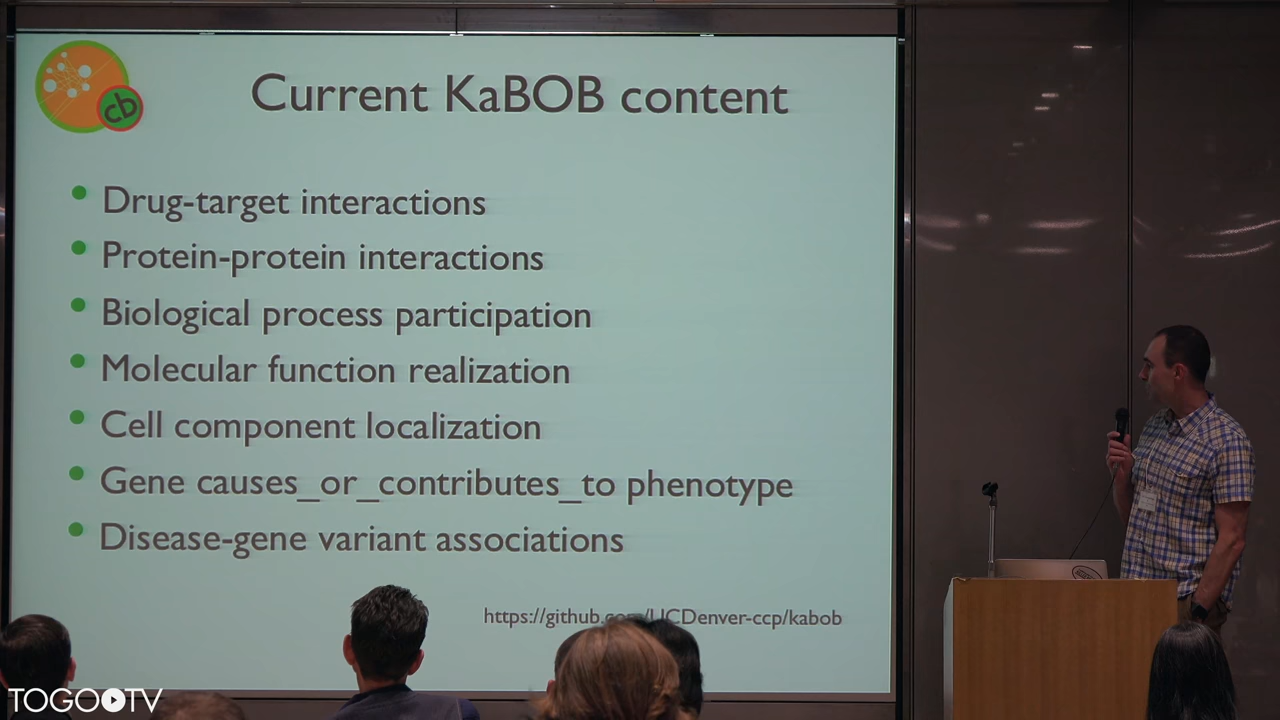 cb
Current KaBOB content
• Drug-target interactions
• Protein-protein interactions
• Biological process participation
• Molecular function realization
• Cell component localization
• Gene causes_or_contributes_to phenotype
• Disease-gene variant associations
https://github.com/UCDenver-ccp/kabob
TOGOTV